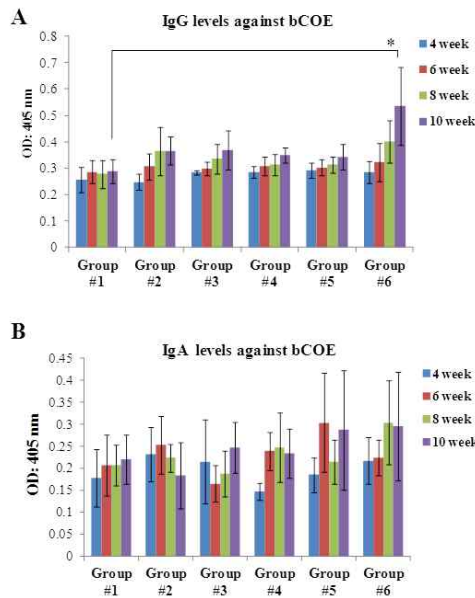 A
IgG levels against bCOE
0.8
0.7
0.6
0.5
0.4
0.3
0.2
0.1
0
OD: 405 nm
*
4 week
6 week
8 week
10 week
Group Group Group Group Group Group
#1 #2 #3 #4 #5 #6
B
IgA levels against bCOE
0.45
0.4
0.35
0.3
0.25
0.2
0.15
0.1
0.05
0
OD: 405 nm
4 week
6 week
8 week
10 week
Group Group Group Group Group Group
#1 #2 #3 #4 #5 #6